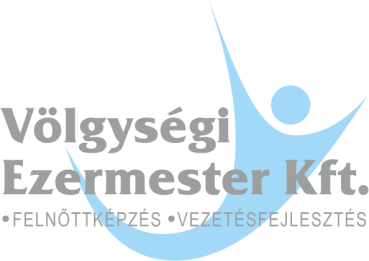 Völgységi
Ezermester Kft.
•FELNŐTTKÉPZÉS •VEZETÉSFEJLESZTÉS